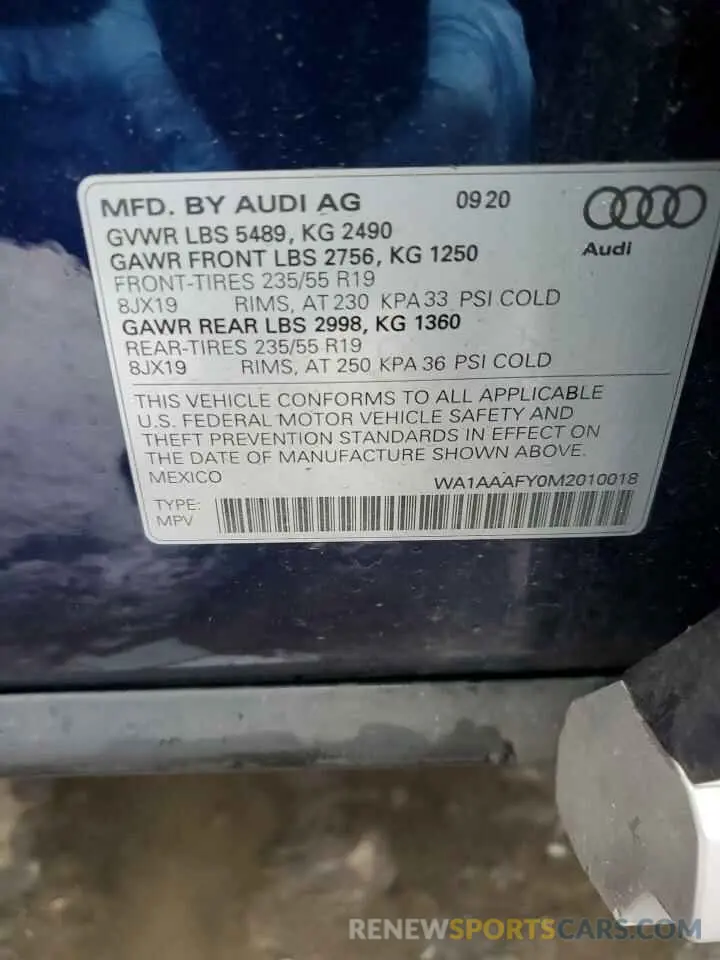 MFD. BY AUDI AG 09 20
Audi
GVWR LBS 5489, KG 2490
GAWR FRONT LBS 2756, KG 1250
FRONT-TIRES 235/55 R19
8JX19 RIMS, AT 230 KPA 33 PSI COLD
GAWR REAR LBS 2998, KG 1360
REAR-TIRES 235/55 R19
8JX19 RIMS, AT 250 KPA 36 PSI COLD
THIS VEHICLE CONFORMS TO ALL APPLICABLE
U.S. FEDERAL MOTOR VEHICLE SAFETY AND
THEFT PREVENTION STANDARDS IN EFFECT ON
THE DATE OF MANUFACTURE SHOWN ABOVE.
MEXICO WA1AAAFY0M2010018
TYPE:
MPV
RENEWSPORTSCARS.COM